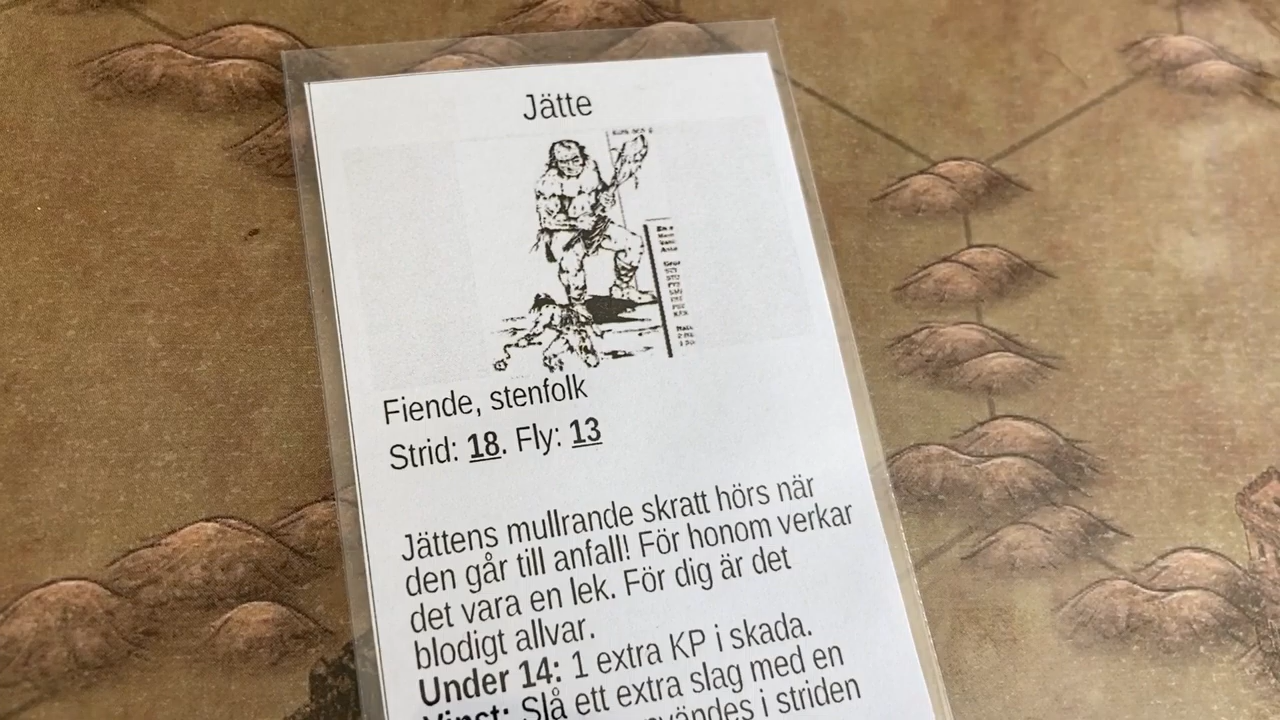 Jätte
Fiende, stenfolk
Strid: 18. Fly: 13
Jättens mullrande skratt hörs när
den går till anfall! För honom verkar
det vara en lek. För dig är det
blodigt allvar.
Under 14: 1 extra KP i skada.
Vinst: Slå ett extra slag med en
användes i striden